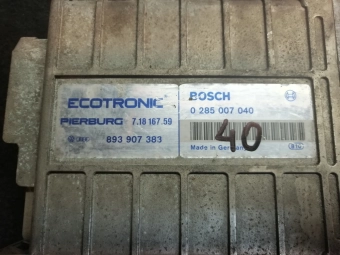 ECOTRONIC
PIERBURG 7.18 167.59
893 907 383
BOSCH
0 285 007 040
40
Made in Germany